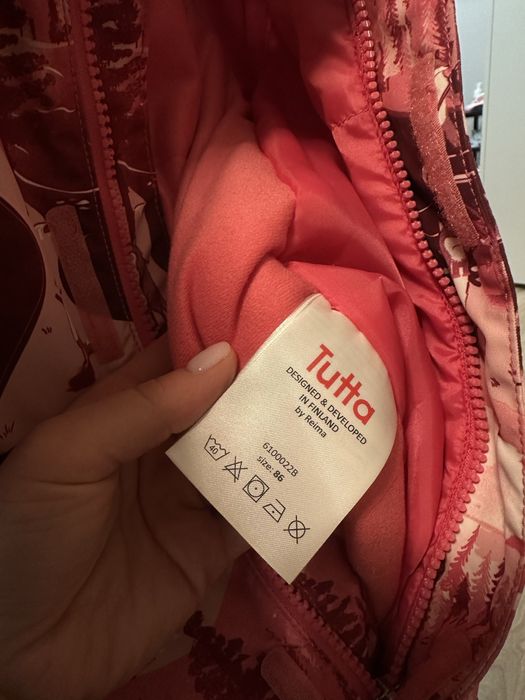 Tutta
DESIGNED & DEVELOPED
IN FINLAND
by Reima
6100022B
size: 86
40